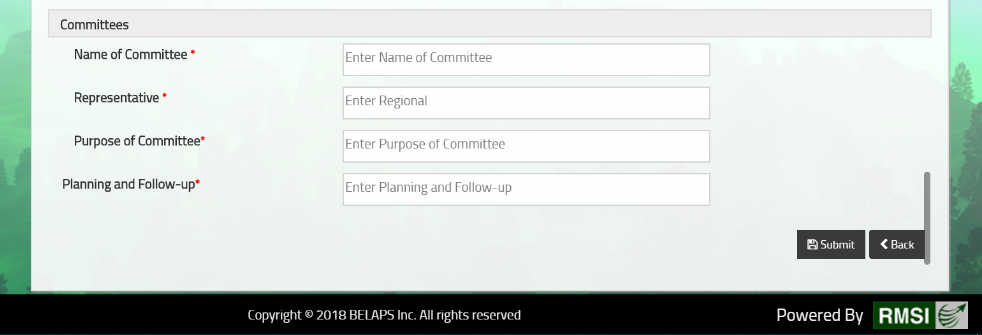 Committees
Name of Committee *
Enter Name of Committee
Representative *
Enter Regional
Purpose of Committee*
Enter Purpose of Committee
Planning and Follow-up*
Enter Planning and Follow-up
Submit
Back
Copyright © 2018 BELAPS Inc. All rights reserved
Powered By RMSI